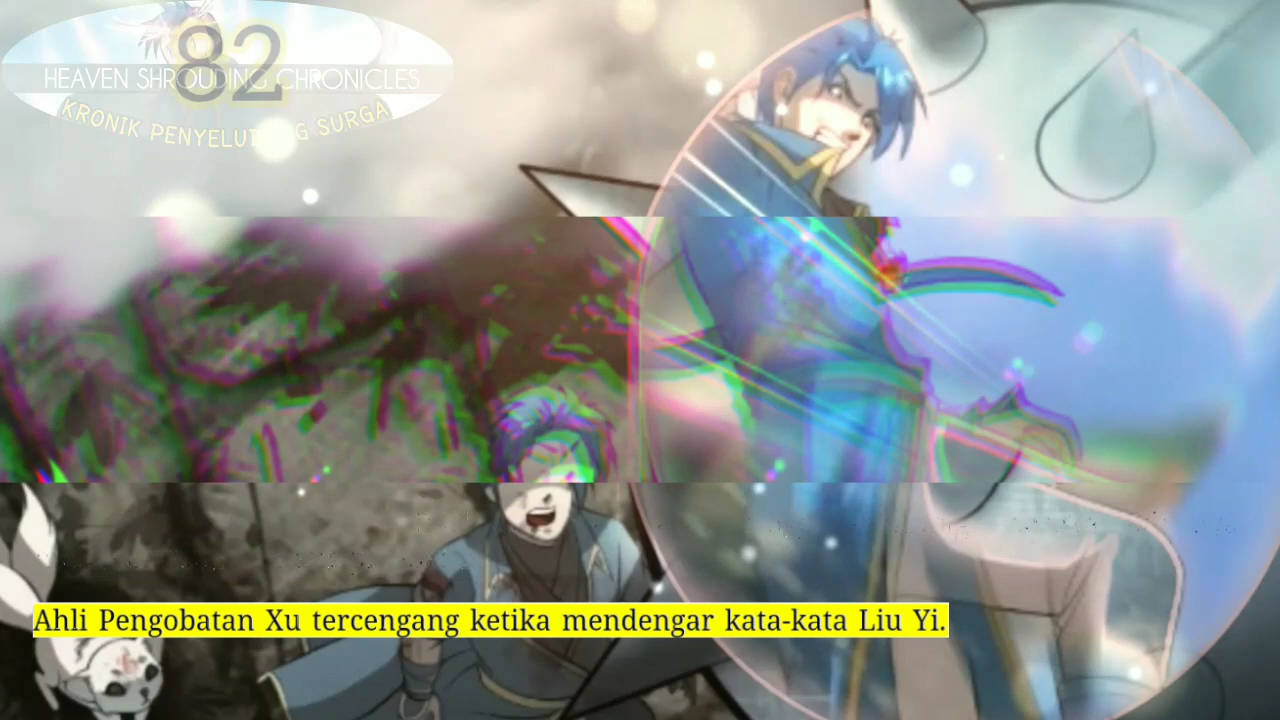 82
HEAVEN SHROUDING CHRONICLES
KRONIK PENYELUBUNG SURGA
Ahli Pengobatan Xu tercengang ketika mendengar kata-kata Liu Yi.